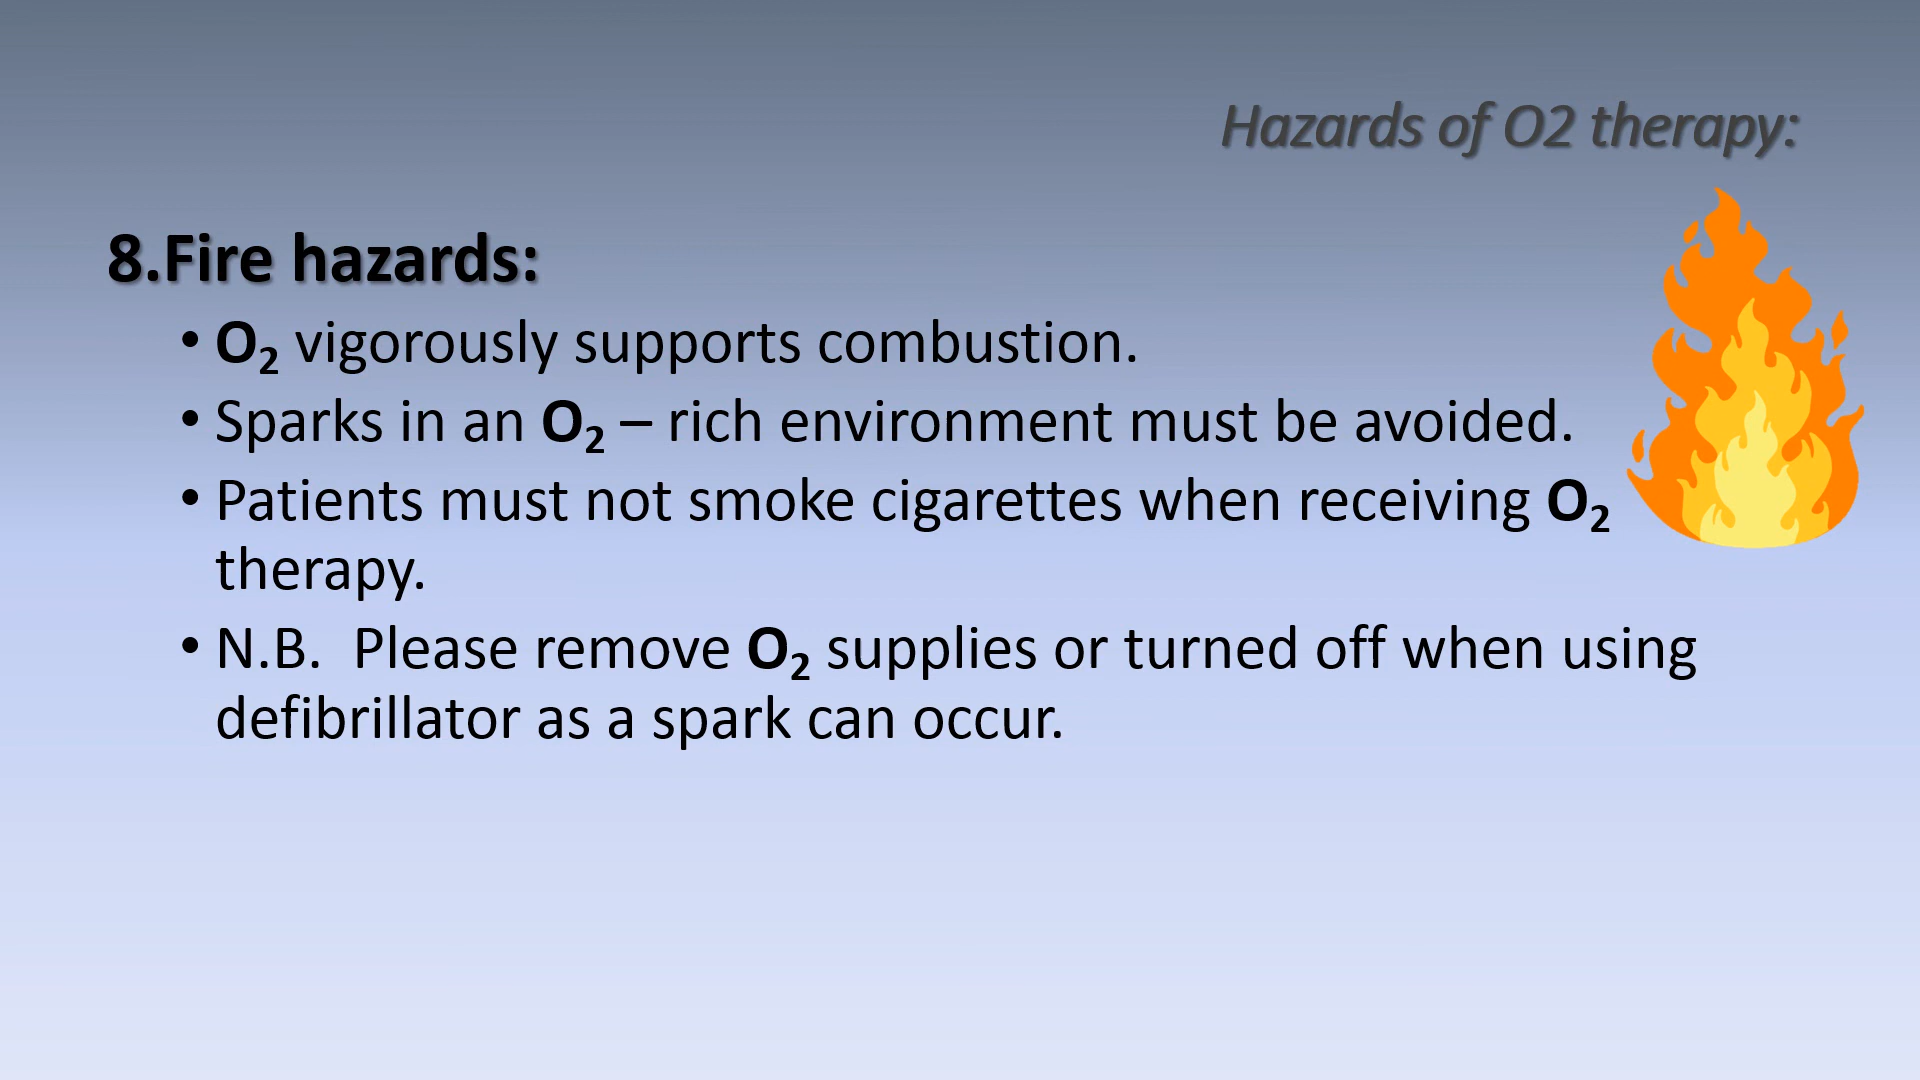 Hazards of O2 therapy:
8.Fire hazards:
• O₂ vigorously supports combustion.
• Sparks in an O₂ – rich environment must be avoided.
• Patients must not smoke cigarettes when receiving O₂
therapy.
• N.B.  Please remove O₂ supplies or turned off when using
defibrillator as a spark can occur.